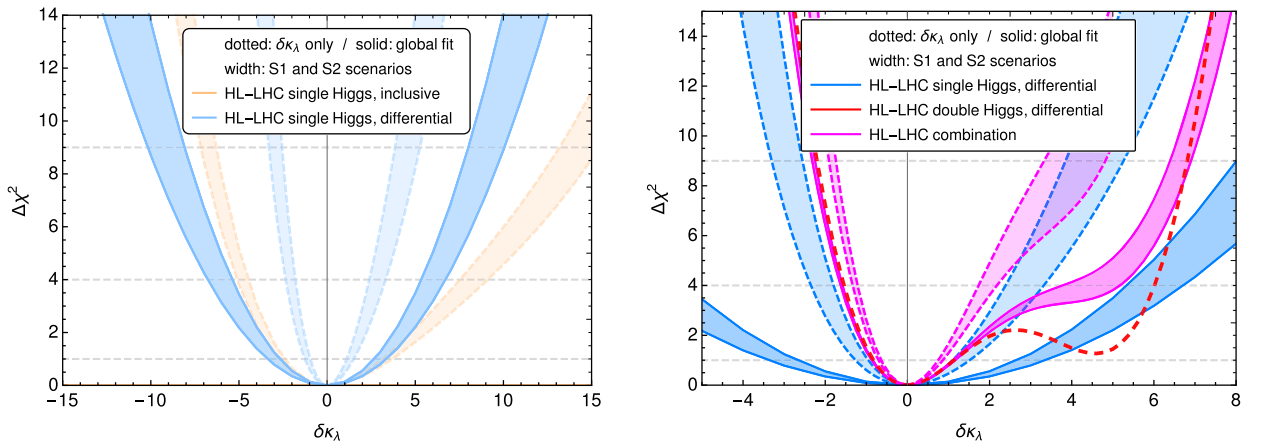 dotted: δκλ only / solid: global fit
width: S1 and S2 scenarios
HL−LHC single Higgs, inclusive
HL−LHC single Higgs, differential
Δχ²
14
12
10
8
6
4
2
0
−15
−10
−5
0
5
10
15
δκλ
dotted: δκλ only / solid: global fit
width: S1 and S2 scenarios
HL−LHC single Higgs, differential
HL−LHC double Higgs, differential
HL−LHC combination
Δχ²
14
12
10
8
6
4
2
0
−4
−2
0
2
4
6
8
δκλ